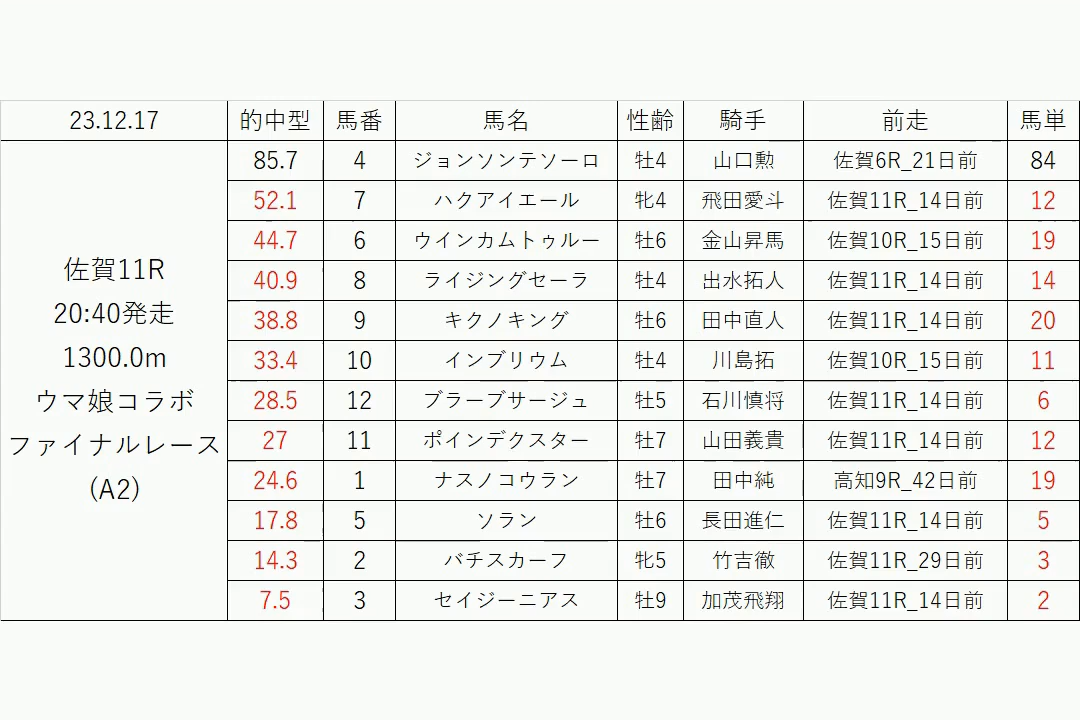 23.12.17 的中型 馬番 馬名 性齢 騎手 前走 馬単
佐賀11R
20:40発走
1300.0m
ウマ娘コラボ
ファイナルレース
(A2)
85.7 4 ジョンソンテソーロ 牡4 山口勲 佐賀6R_21日前 84
52.1 7 ハクアイエール 牝4 飛田愛斗 佐賀11R_14日前 12
44.7 6 ウインカムトゥルー 牡6 金山昇馬 佐賀10R_15日前 19
40.9 8 ライジングセーラ 牡4 出水拓人 佐賀11R_14日前 14
38.8 9 キクノキング 牡6 田中直人 佐賀11R_14日前 20
33.4 10 インブリウム 牡4 川島拓 佐賀10R_15日前 11
28.5 12 ブラーブサージュ 牡5 石川慎将 佐賀11R_14日前 6
27 11 ポインデクスター 牡7 山田義貴 佐賀11R_14日前 12
24.6 1 ナスノコウラン 牡7 田中純 高知9R_42日前 19
17.8 5 ソラン 牡6 長田進仁 佐賀11R_14日前 5
14.3 2 バチスカーフ 牝5 竹吉徹 佐賀11R_29日前 3
7.5 3 セイジーニアス 牡9 加茂飛翔 佐賀11R_14日前 2